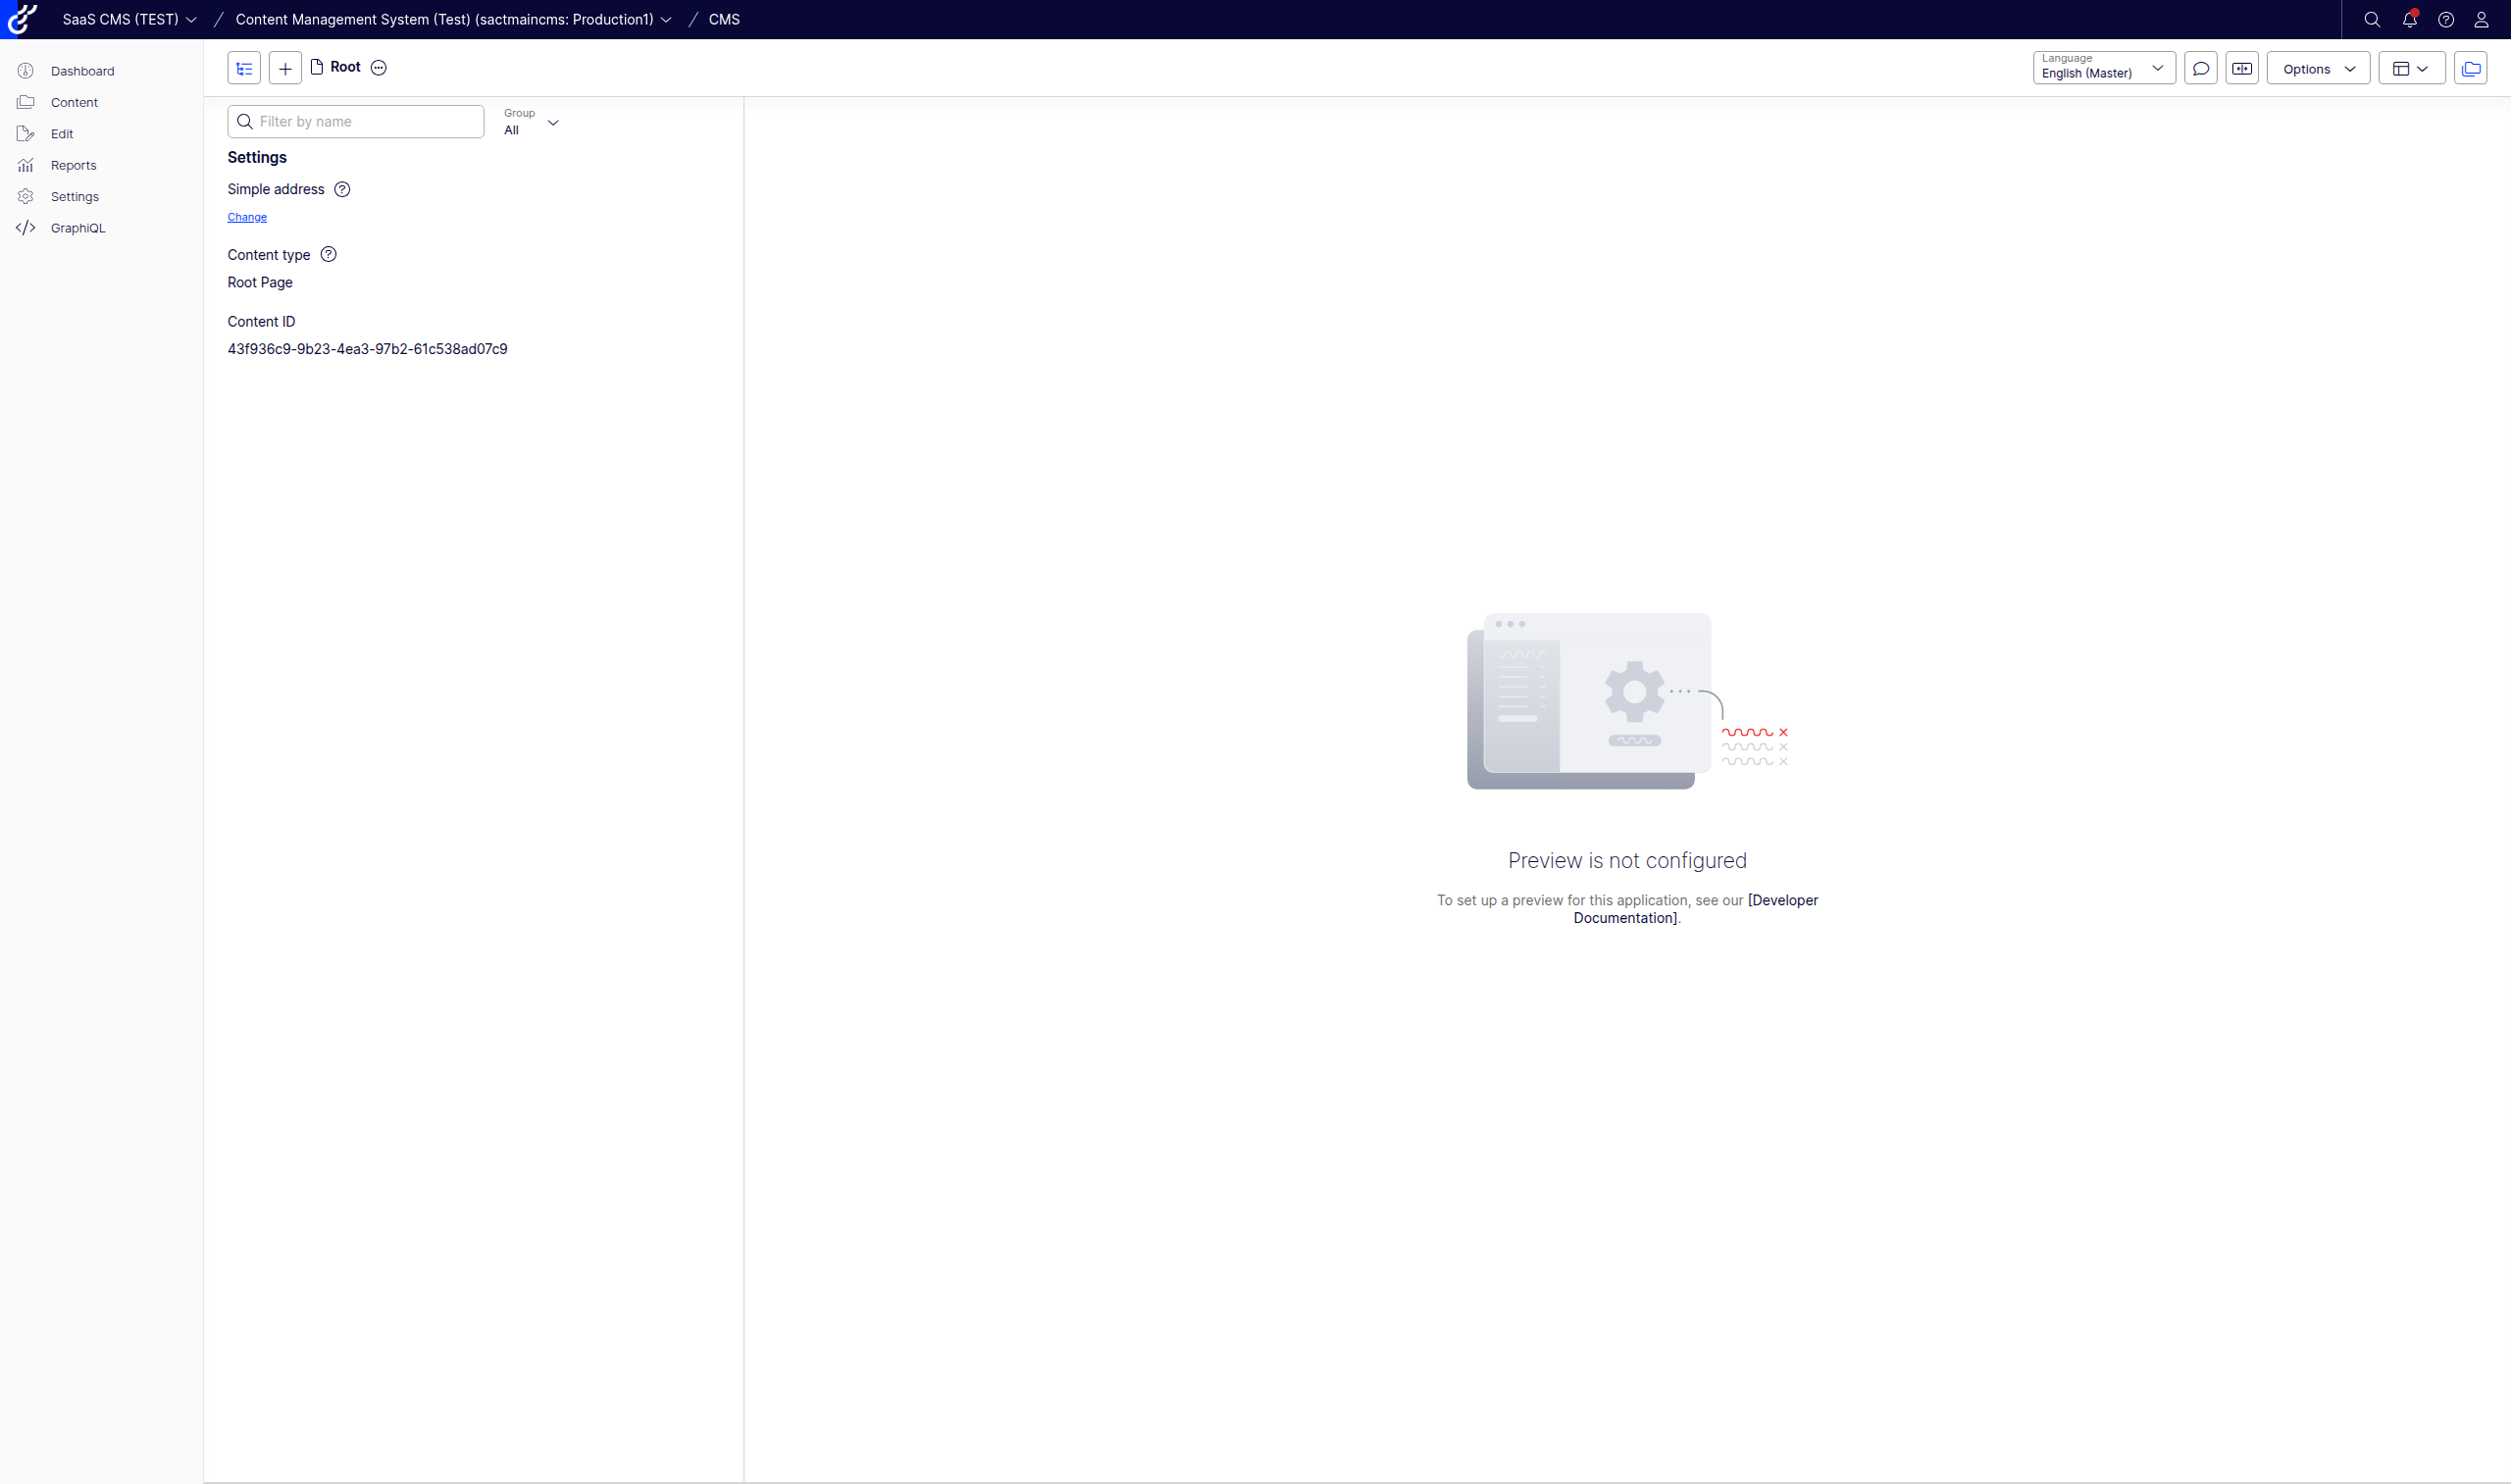 SaaS CMS (TEST) / Content Management System (Test) (sactmaincms: Production1) / CMS
Dashboard
Content
Edit
Reports
Settings
GraphiQL
Root
Language
English (Master)
Options
Filter by name
Group
All
Settings
Simple address
Change
Content type
Root Page
Content ID
43f936c9-9b23-4ea3-97b2-61c538ad07c9
Preview is not configured
To set up a preview for this application, see our [Developer
Documentation].